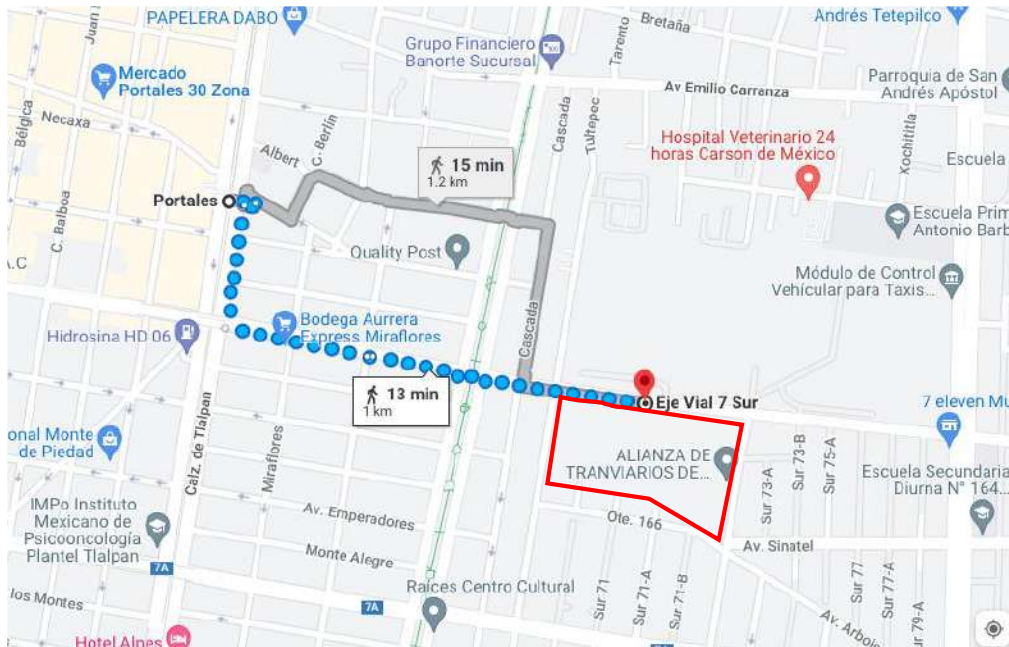 PAPELERA DABO
Juan
Bretaña
Andrés Tetepilco
Tarento
Grupo Financiero
Banorte Sucursal
Mercado
Portales 30 Zona
Parroquia de San
Andrés Apóstol
Av Emilio Carranza
Bélgica
Necaxa
C. Berlín
Cascada
Tultepec
Hospital Veterinario 24
horas Carson de México
Xochititla
Albert
15 min
1.2 km
Escuela
Portales
C. Balboa
Escuela Prim
Antonio Barb
Quality Post
A.C
Módulo de Control
Vehícular para Taxis...
Hidrosina HD 06
Bodega Aurrera
Express Miraflores
Cascada
13 min
1 km
Eje Vial 7 Sur
7 eleven Mu
onal Monte
de Piedad
Calz. de Tlalpan
Miraflores
ALIANZA DE
TRANVIARIOS DE...
Sur 73-A
Sur 73-B
Sur 75-A
Escuela Secundaria
Diurna N° 164...
IMPo Instituto
Mexicano de
Psicooncología
Plantel Tlalpan
Av. Emperadores
Ote. 166
Monte Alegre
Av. Sinatel
7A
Raíces Centro Cultural
Sur 71
Sur 71-A
Sur 71-B
Sur 77
Sur 77-A
Sur 79-A
los Montes
7A
Av. Arbole
Hotel Alpes
7A